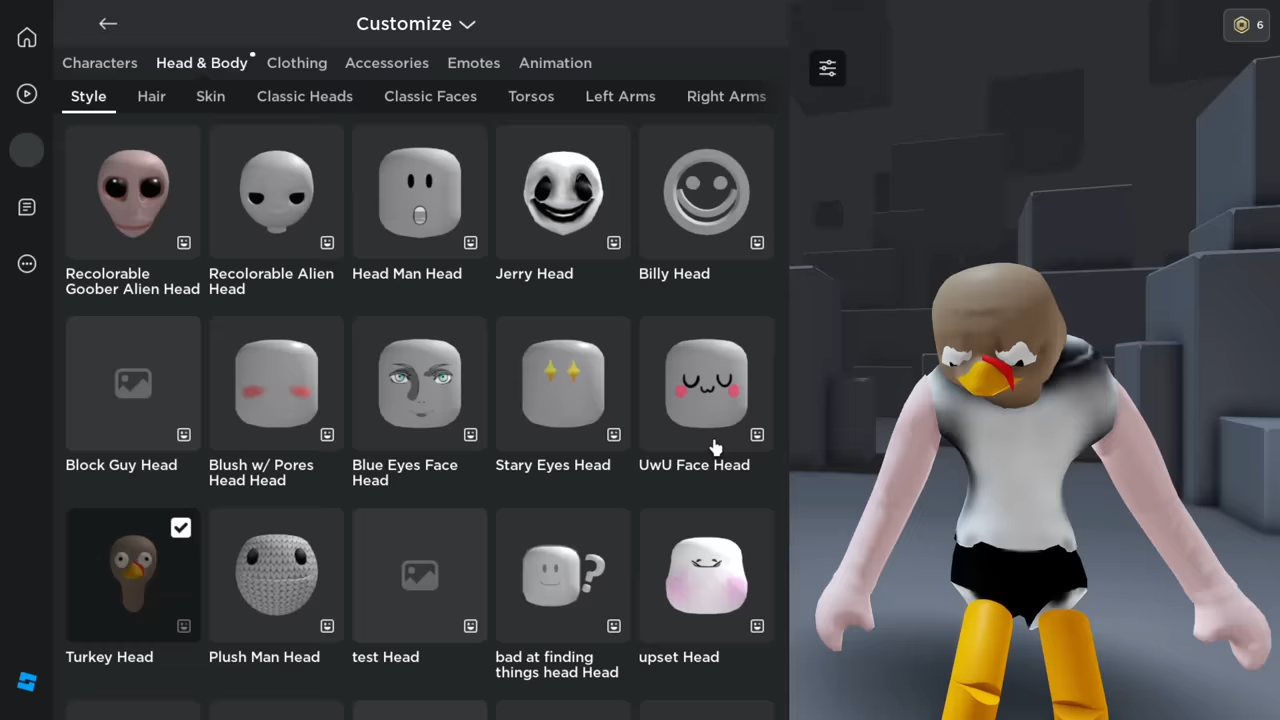 Customize
6
Characters Head & Body Clothing Accessories Emotes Animation
Style Hair Skin Classic Heads Classic Faces Torsos Left Arms Right Arms
Recolorable
Goober Alien Head
Recolorable Alien
Head
Head Man Head
Jerry Head
Billy Head
Block Guy Head
Blush w/ Pores
Head Head
Blue Eyes Face
Head
Stary Eyes Head
UwU Face Head
Turkey Head
Plush Man Head
test Head
bad at finding
things head Head
upset Head